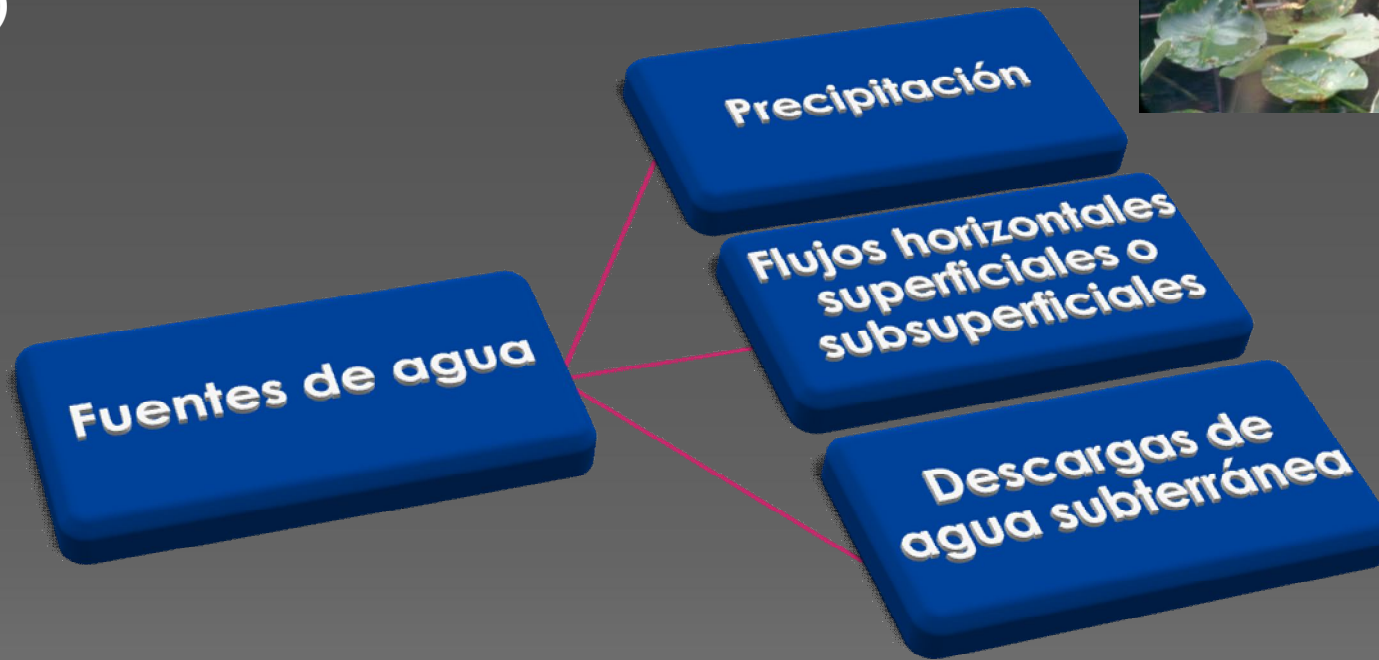 Fuentes de agua
Precipitación
Flujos horizontales
superficiales o
subsuperficiales
Descargas de
agua subterránea